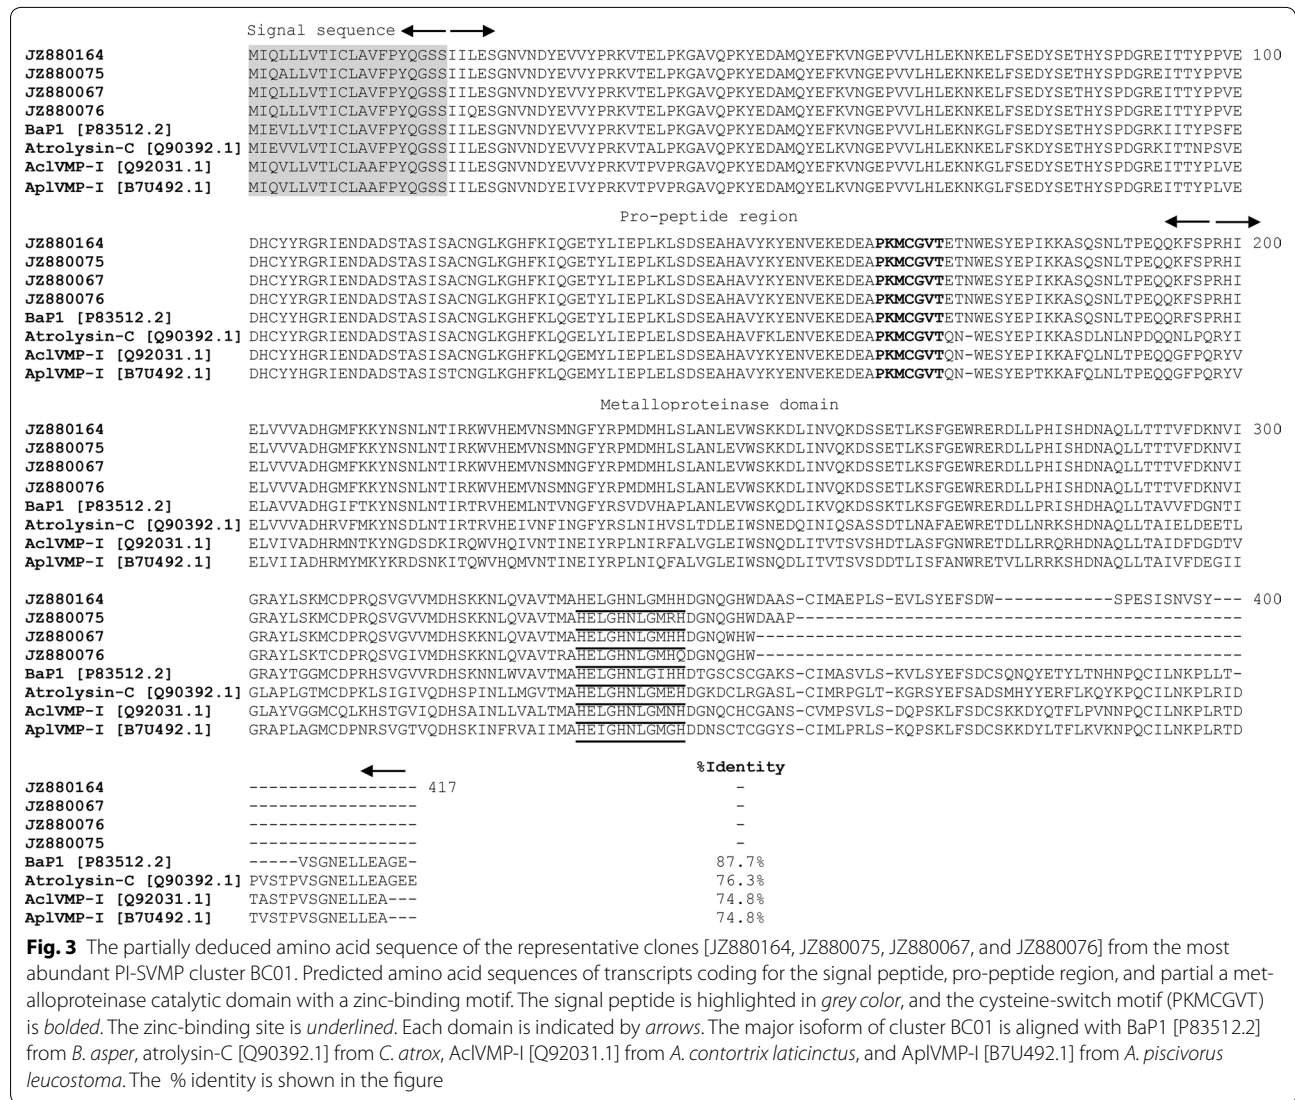 Signal sequence
JZ880164 MIQLLLVTICLAVFPYQGSSIILESGNVNDYEVVYPRKVTELPKGAVQPKYEDAMQYEFKVNGEPVVLHLEKNKELFSEDYSETHYSPDGREITTYPPVE 100
JZ880075 MIQALLVTICLAVFPYQGSSIILESGNVNDYEVVYPRKVTELPKGAVQPKYEDAMQYEFKVNGEPVVLHLEKNKELFSEDYSETHYSPDGREITTYPPVE
JZ880067 MIQLLLVTICLAVFPYQGSSIILESGNVNDYEVVYPRKVTELPKGAVQPKYEDAMQYEFKVNGEPVVLHLEKNKELFSEDYSETHYSPDGREITTYPPVE
JZ880076 MIQLLLVTICLAVFPYQGSSIIQESGNVNDYEVVYPRKVTELPKGAVQPKYEDAMQYEFKVNGEPVVLHLEKNKELFSEDYSETHYSPDGREITTYPPVE
BaP1 [P83512.2] MIEVLLVTICLAVFPYQGSSIILESGNVNDYEVVYPRKVTELPKGAVQPKYEDAMQYEFKVNGEPVVLHLEKNKGLFSEDYSETHYSPDGRKIITYPSFE
Atrolysin-C [Q90392.1] MIEVVLVTICLAVFPYQGSSIILESGNVNDYEVVYPRKVTALPKGAVQPKYEDAMQYELKVNGEPVVLHLEKNKELFSEDYSETHYSPDGREITTNPSVE
AclVMP-I [Q92031.1] MIQVLLVTLCLAAFPYQGSSIILESGNVNDYEVVYPRKVTPVPRGAVQPKYEDAMQYEFKVNGEPVVLHLEKNKGLFSEDYSETHYSPDGREITTYPLVE
AplVMP-I [B7U492.1] MIQVLLVTICLAAFPYQGSSIILESGNVNDYEIVYPRKVTPVPRGAVQPKYEDAMQYELKVNGEPVVLHLEKNKGLFSEDYSETHYSPDGREITTYPLVE
Pro-peptide region
JZ880164 DHCYYRGRIENDADSTASISACNGLKGHFKIQGETYLIEPLKLSDSEAHAVYKYENVEKEDEAPKMCGVTETNWESYEPIKKASQSNLTPEQQKFSPRHI 200
JZ880075 DHCYYRGRIENDADSTASISACNGLKGHFKIQGETYLIEPLKLSDSEAHAVYKYENVEKEDEAPKMCGVTETNWESYEPIKKASQSNLTPEQQKFSPRHI
JZ880067 DHCYYRGRIENDADSTASISACNGLKGHFKIQGETYLIEPLKLSDSEAHAVYKYENVEKEDEAPKMCGVTETNWESYEPIKKASQSNLTPEQQKFSPRHI
JZ880076 DHCYYRGRIENDADSTASISACNGLKGHFKIQGETYLIEPLKLSDSEAHAVYKYENVEKEDEAPKMCGVTETNWESYEPIKKASQSNLTPEQQKFSPRHI
BaP1 [P83512.2] DHCYYHGRIENDADSTASISACNGLKGHFKLQGETYLIEPLKLSDSEAHAVYKYENVEKEDEAPKMCGVTETNWESYEPIKKASQSNLTPEQQRFSPRHI
Atrolysin-C [Q90392.1] DHCYYRGRIENDADSTASISACNGLKGHFKLQGELYLIEPLELSDSEAHAVFKLENVEKEDEAPKMCGVTQN-WESYEPIKKASDLNLNPDQQNLPQRYI
AclVMP-I [Q92031.1] DHCYYHGRIENDADSTASISACNGLKGHFKLQGEMYLIEPLELSDSEAHAVYKYENVEKEDEAPKMCGVTQN-WESYEPIKKAFQLNLTPEQQGFPQRYV
AplVMP-I [B7U492.1] DHCYYHGRIENDADSTASISTCNGLKGHFKLQGEMYLIEPLELSDSEAHAVYKYENVEKEDEAPKMCGVTQN-WESYEPTKKAFQLNLTPEQQGFPQRYV
Metalloproteinase domain
JZ880164 ELVVVADHGMFKKYNSNLNTIRKWVHEMVNSMNGFYRPMDMHLSLANLEVWSKKDLINVQKDSSETLKSFGEWRERDLLPHISHDNAQLLTTTVFDKNVI 300
JZ880075 ELVVVADHGMFKKYNSNLNTIRKWVHEMVNSMNGFYRPMDMHLSLANLEVWSKKDLINVQKDSSETLKSFGEWRERDLLPHISHDNAQLLTTTVFDKNVI
JZ880067 ELVVVADHGMFKKYNSNLNTIRKWVHEMVNSMNGFYRPMDMHLSLANLEVWSKKDLINVQKDSSETLKSFGEWRERDLLPHISHDNAQLLTTTVFDKNVI
JZ880076 ELVVVADHGMFKKYNSNLNTIRKWVHEMVNSMNGFYRPMDMHLSLANLEVWSKKDLINVQKDSSETLKSFGEWRERDLLPHISHDNAQLLTTTVFDKNVI
BaP1 [P83512.2] ELAVVADHGIFTKYNSNLNTIRTRVHEMLNTVNGFYRSVDVHAPLANLEVWSKQDLIKVQKDSSKTLKSFGEWRERDLLPRISHDHAQLLTAVVFDGNTI
Atrolysin-C [Q90392.1] ELVVVADHRVFMKYNSDLNTIRTRVHEIVNFINGFYRSLNIHVSLTDLEIWSNEDQINIQSASSDTLNAFAEWRETDLLNRKSHDNAQLLTAIELDEETL
AclVMP-I [Q92031.1] ELVIVADHRMNTKYNGDSDKIRQWVHQIVNTINEIYRPLNIRFALVGLEIWSNQDLITVTSVSHDTLASFGNWRETDLLRRQRHDNAQLLTAIDFDGDTV
AplVMP-I [B7U492.1] ELVIIADHRMYMKYKRDSNKITQWVHQMVNTINEIYRPLNIQFALVGLEIWSNQDLITVTSVSDDTLISFGNWRETVLLRRKRHDNAQLLTAIVFDEGII
JZ880164 GRAYLSKMCDPRQSVGVVMDHSKKNLQVAVTMAHELGHNLGMHHDGNQGHWDAAS-CIMAEPLS-EVLSYEFSDW------------SPESISNVSY--- 400
JZ880075 GRAYLSKMCDPRQSVGVVMDHSKKNLQVAVTMAHELGHNLGMRHDGNQGHWDAAP---------------------------------------------
JZ880067 GRAYLSKMCDPRQSVGVVMDHSKKNLQVAVTMAHELGHNLGMHHDGNQWHW-------------------------------------------------
JZ880076 GRAYLSKTCDPRQSVGIVMDHSKKNLQVAVTRAHELGHNLGMHQDGNQGHW-------------------------------------------------
BaP1 [P83512.2] GRAYTGGMCDPRHSVGVVRDHSKNNLWVAVTMAHELGHNLGIHHDTGSCSCGAKS-CIMASVLS-KVLSYEFSDCSQNQYETYLTNHNPQCILNKPLLT-
Atrolysin-C [Q90392.1] GLAPLGTMCDPKLSIGIVQDHSPINLLMGVTMAHELGHNLGMEHDGKDCLRGASL-CIMRPGLT-KGRSYEFSADSMHYYERFLKQYKPQCILNKPLRID
AclVMP-I [Q92031.1] GLAYVGGMCQLKHSTGVIQDHSAINLLVALTMAHELGHNLGMNHDGNQCHCGANS-CVMPSVLS-DQPSKLFSDCSKKDYQTFLPVNNPQCILNKPLRTD
AplVMP-I [B7U492.1] GRAPLAGMCDPNRSVGTVQDHSKINFRVAIIMAHEIGHNLGMGHDDNSCTCGGYS-CIMLPRLS-KQPSKLFSDCSKKDYLTFLKVKNPQCILNKPLRTD
%Identity
JZ880164 ----------------- 417 -
JZ880067 ----------------- -
JZ880076 ----------------- -
JZ880075 ----------------- -
BaP1 [P83512.2] -----VSGNELLEAGE- 87.7%
Atrolysin-C [Q90392.1] PVSTPVSGNELLEAGEE 76.3%
AclVMP-I [Q92031.1] TASTPVSGNELLEA--- 74.8%
AplVMP-I [B7U492.1] TVSTPVSGNELLEA--- 74.8%
Fig. 3 The partially deduced amino acid sequence of the representative clones [JZ880164, JZ880075, JZ880067, and JZ880076] from the most
abundant PI-SVMP cluster BC01. Predicted amino acid sequences of transcripts coding for the signal peptide, pro-peptide region, and partial a met-
alloproteinase catalytic domain with a zinc-binding motif. The signal peptide is highlighted in grey color, and the cysteine-switch motif (PKMCGVT)
is bolded. The zinc-binding site is underlined. Each domain is indicated by arrows. The major isoform of cluster BC01 is aligned with BaP1 [P83512.2]
from B. asper, atrolysin-C [Q90392.1] from C. atrox, AclVMP-I [Q92031.1] from A. contortrix laticinctus, and AplVMP-I [B7U492.1] from A. piscivorus
leucostoma. The % identity is shown in the figure